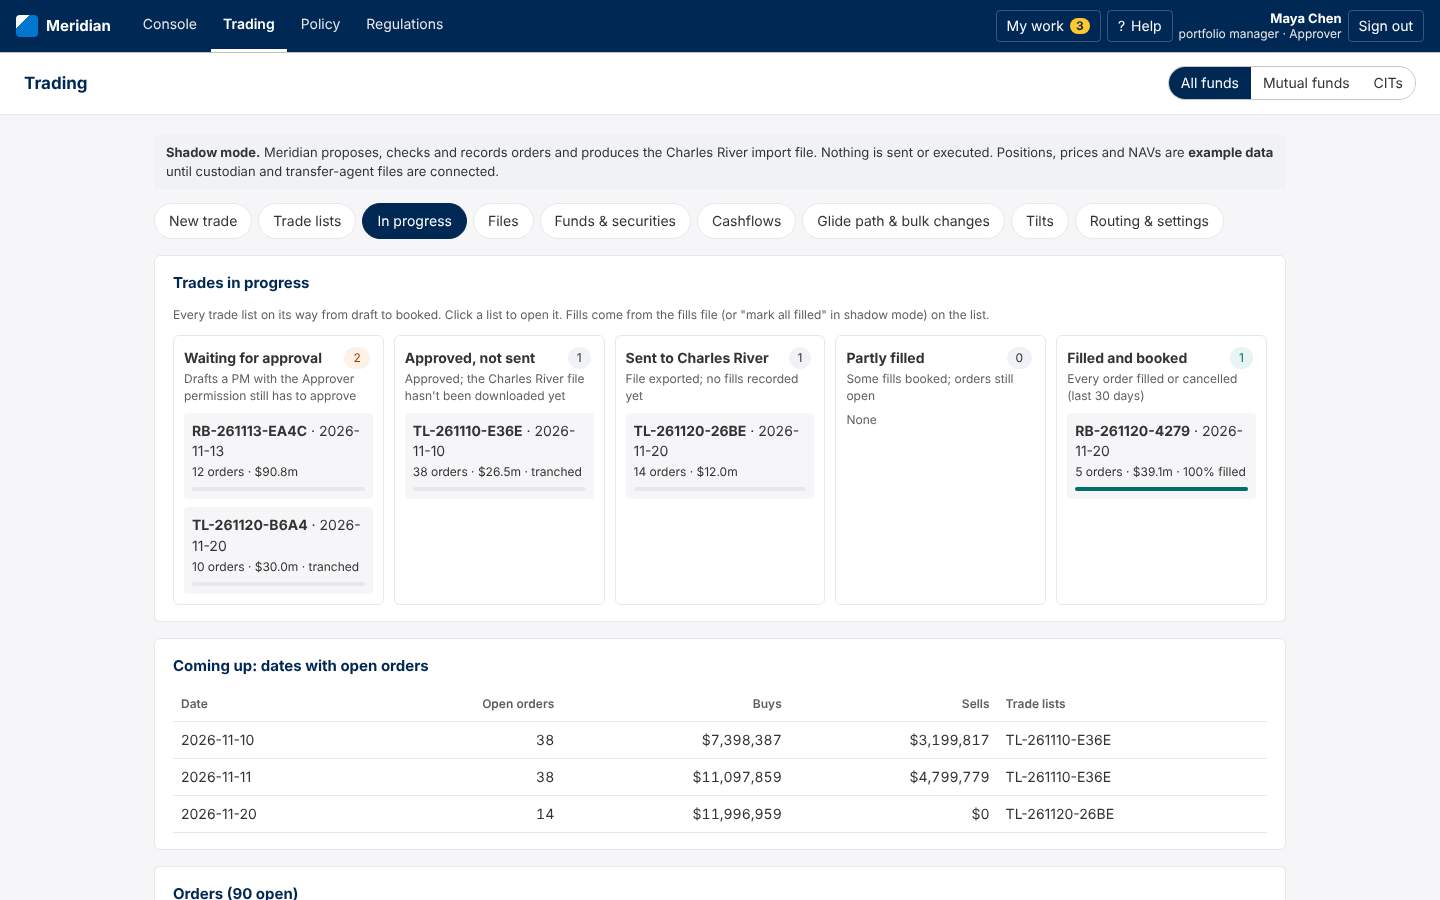 Meridian
Console
Trading
Policy
Regulations
My work 3
? Help
Maya Chen
portfolio manager · Approver
Sign out
Trading
All funds
Mutual funds
CITs
Shadow mode. Meridian proposes, checks and records orders and produces the Charles River import file. Nothing is sent or executed. Positions, prices and NAVs are example data
until custodian and transfer-agent files are connected.
New trade
Trade lists
In progress
Files
Funds & securities
Cashflows
Glide path & bulk changes
Tilts
Routing & settings
Trades in progress
Every trade list on its way from draft to booked. Click a list to open it. Fills come from the fills file (or "mark all filled" in shadow mode) on the list.
Waiting for approval 2
Drafts a PM with the Approver
permission still has to approve
RB-261113-EA4C · 2026-
11-13
12 orders · $90.8m
TL-261120-B6A4 · 2026-
11-20
10 orders · $30.0m · tranched
Approved, not sent 1
Approved; the Charles River file
hasn't been downloaded yet
TL-261110-E36E · 2026-
11-10
38 orders · $26.5m · tranched
Sent to Charles River 1
File exported; no fills recorded
yet
TL-261120-26BE · 2026-
11-20
14 orders · $12.0m
Partly filled 0
Some fills booked; orders still
open
None
Filled and booked 1
Every order filled or cancelled
(last 30 days)
RB-261120-4279 · 2026-
11-20
5 orders · $39.1m · 100% filled
Coming up: dates with open orders
Date Open orders Buys Sells Trade lists
2026-11-10 38 $7,398,387 $3,199,817 TL-261110-E36E
2026-11-11 38 $11,097,859 $4,799,779 TL-261110-E36E
2026-11-20 14 $11,996,959 $0 TL-261120-26BE
Orders (90 open)